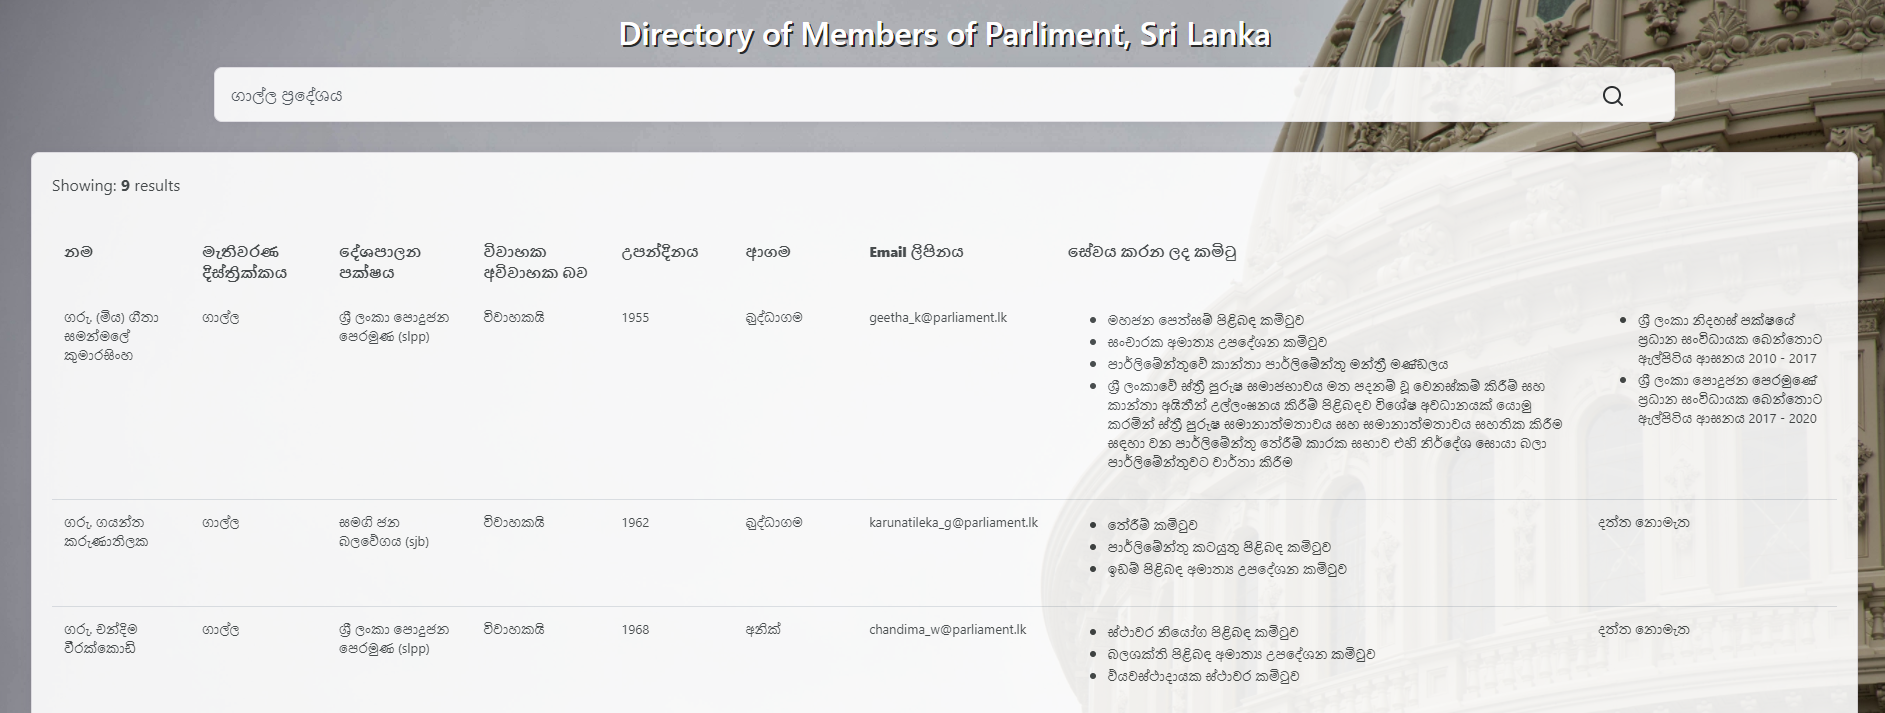 Directory of Members of Parliment, Sri Lanka
ගාල්ල ප්‍රදේශය
Showing: 9 results
නම
මැතිවරණ
දිස්ත්‍රික්කය
දේශපාලන
පක්ෂය
විවාහක
අවිවාහක බව
උපන්දිනය
ආගම
Email ලිපිනය
සේවය කරන ලද කමිටු
ගරු. (මිය) ගීතා
සමන්මලේ
කුමාරසිංහ
ගාල්ල
ශ්‍රී ලංකා පොදුජන
පෙරමුණ (slpp)
විවාහකයි
1955
බුද්ධාගම
geetha_k@parliament.lk
මහජන පෙත්සම් පිළිබඳ කමිටුව
සංචාරක අමාත්‍ය උපදේශන කමිටුව
පාර්ලිමේන්තුවේ කාන්තා පාර්ලිමේන්තු මන්ත්‍රී මණ්ඩලය
ශ්‍රී ලංකාවේ ස්ත්‍රී පුරුෂ සමාජභාවය මත පදනම් වූ වෙනස්කම් කිරීම් සහ
කාන්තා අයිතීන් උල්ලංඝනය කිරීම් පිළිබඳව විශේෂ අවධානයක් යොමු
කරමින් ස්ත්‍රී පුරුෂ සමානාත්මතාවය සහ සමානාත්මතාවය සහතික කිරීම
සඳහා වන පාර්ලිමේන්තු තේරීම් කාරක සභාව එහි නිර්දේශ සොයා බලා
පාර්ලිමේන්තුවට වාර්තා කිරීම
ශ්‍රී ලංකා නිදහස් පක්ෂයේ
ප්‍රධාන සංවිධායක බෙන්තොට
ඇල්පිටිය ආසනය 2010 - 2017
ශ්‍රී ලංකා පොදුජන පෙරමුණේ
ප්‍රධාන සංවිධායක බෙන්තොට
ඇල්පිටිය ආසනය 2017 - 2020
ගරු. ගයන්ත
කරුණාතිලක
ගාල්ල
සමගි ජන
බලවේගය (sjb)
විවාහකයි
1962
බුද්ධාගම
karunatileka_g@parliament.lk
තේරීම් කමිටුව
පාර්ලිමේන්තු කටයුතු පිළිබඳ කමිටුව
ඉඩම් පිළිබඳ අමාත්‍ය උපදේශන කමිටුව
දත්ත නොමැත
ගරු. චන්දිම
වීරක්කොඩි
ගාල්ල
ශ්‍රී ලංකා පොදුජන
පෙරමුණ (slpp)
විවාහකයි
1968
අනික්
chandima_w@parliament.lk
ස්ථාවර නියෝග පිළිබඳ කමිටුව
බලශක්ති පිළිබඳ අමාත්‍ය උපදේශන කමිටුව
ව්යවස්ථාදායක ස්ථාවර කමිටුව
දත්ත නොමැත